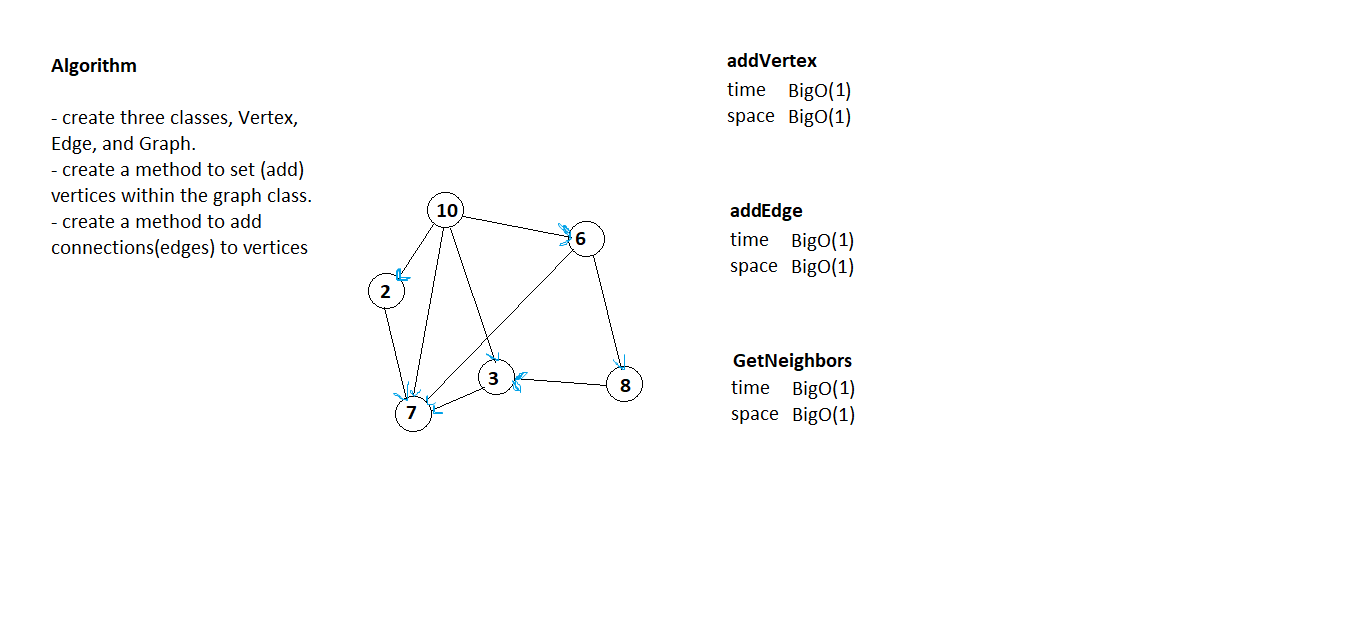 Algorithm
- create three classes, Vertex,
Edge, and Graph.
- create a method to set (add)
vertices within the graph class.
- create a method to add
connections(edges) to vertices
10
6
2
3
8
7
addVertex
time BigO(1)
space BigO(1)
addEdge
time BigO(1)
space BigO(1)
GetNeighbors
time BigO(1)
space BigO(1)